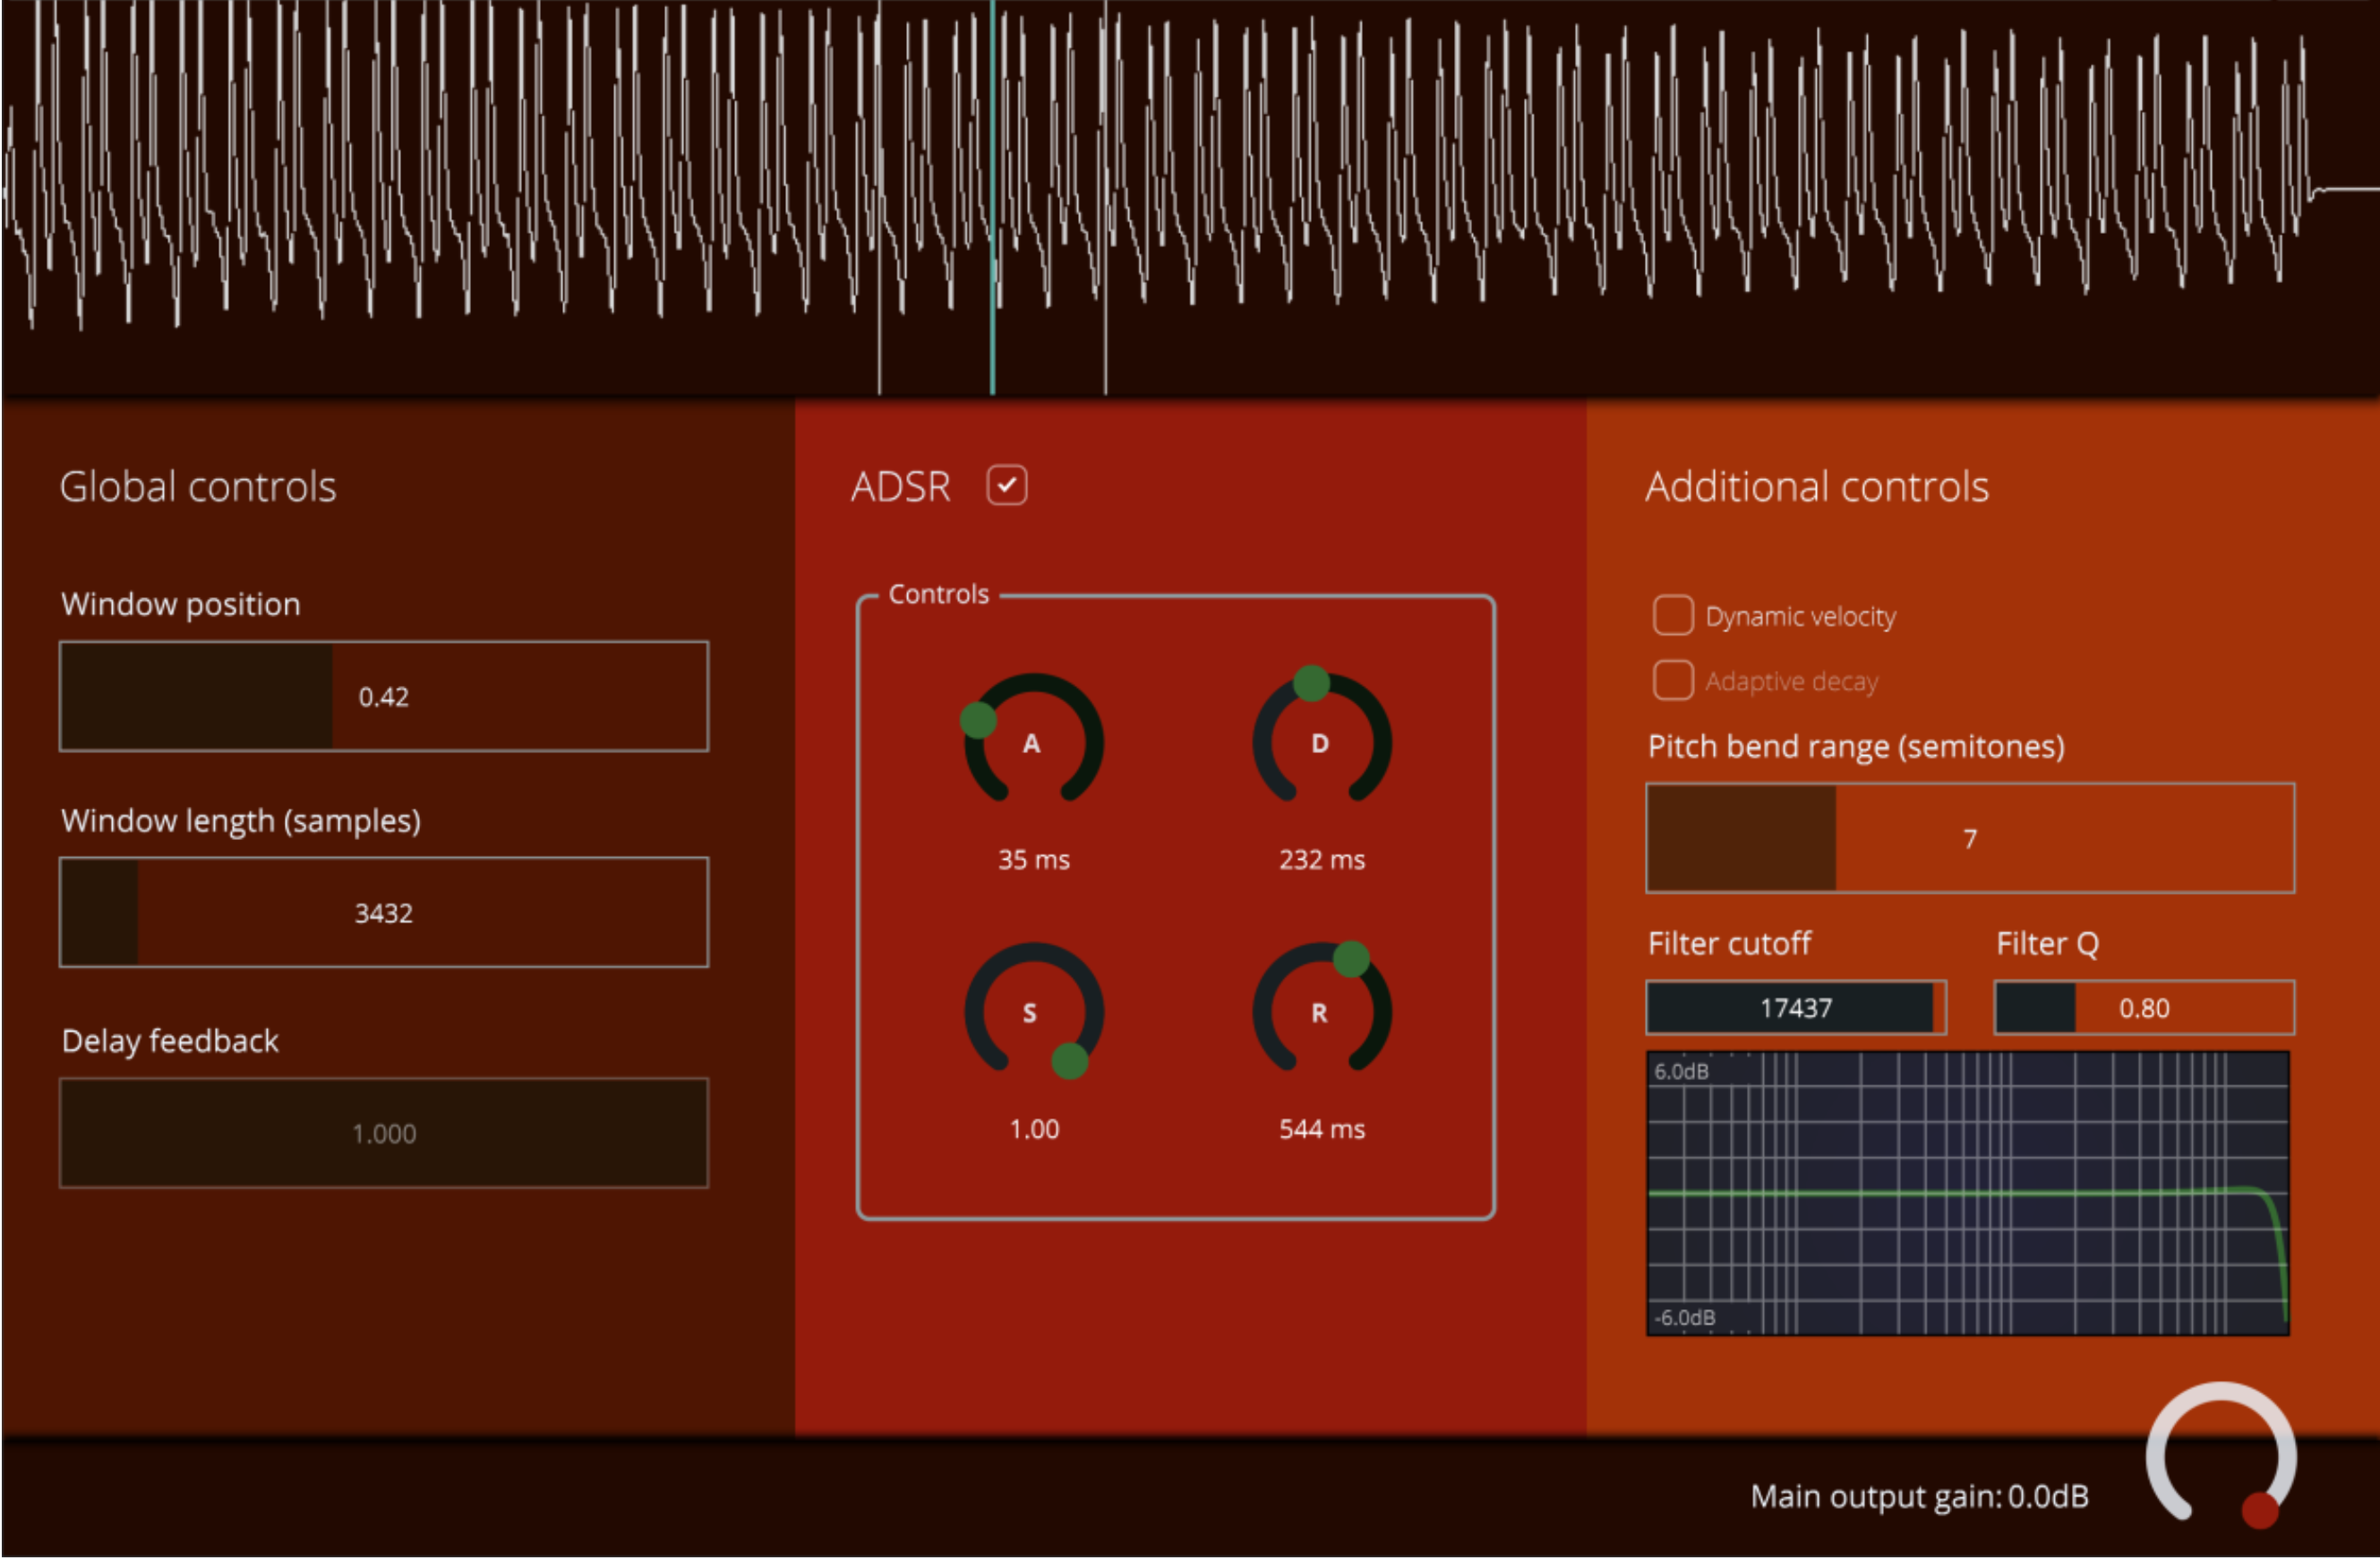 Global controls
Window position
0.42
Window length (samples)
3432
Delay feedback
1.000
ADSR
Controls
A
D
35 ms
232 ms
S
R
1.00
544 ms
Additional controls
Dynamic velocity
Adaptive decay
Pitch bend range (semitones)
7
Filter cutoff
Filter Q
17437
0.80
6.0dB
-6.0dB
Main output gain: 0.0dB